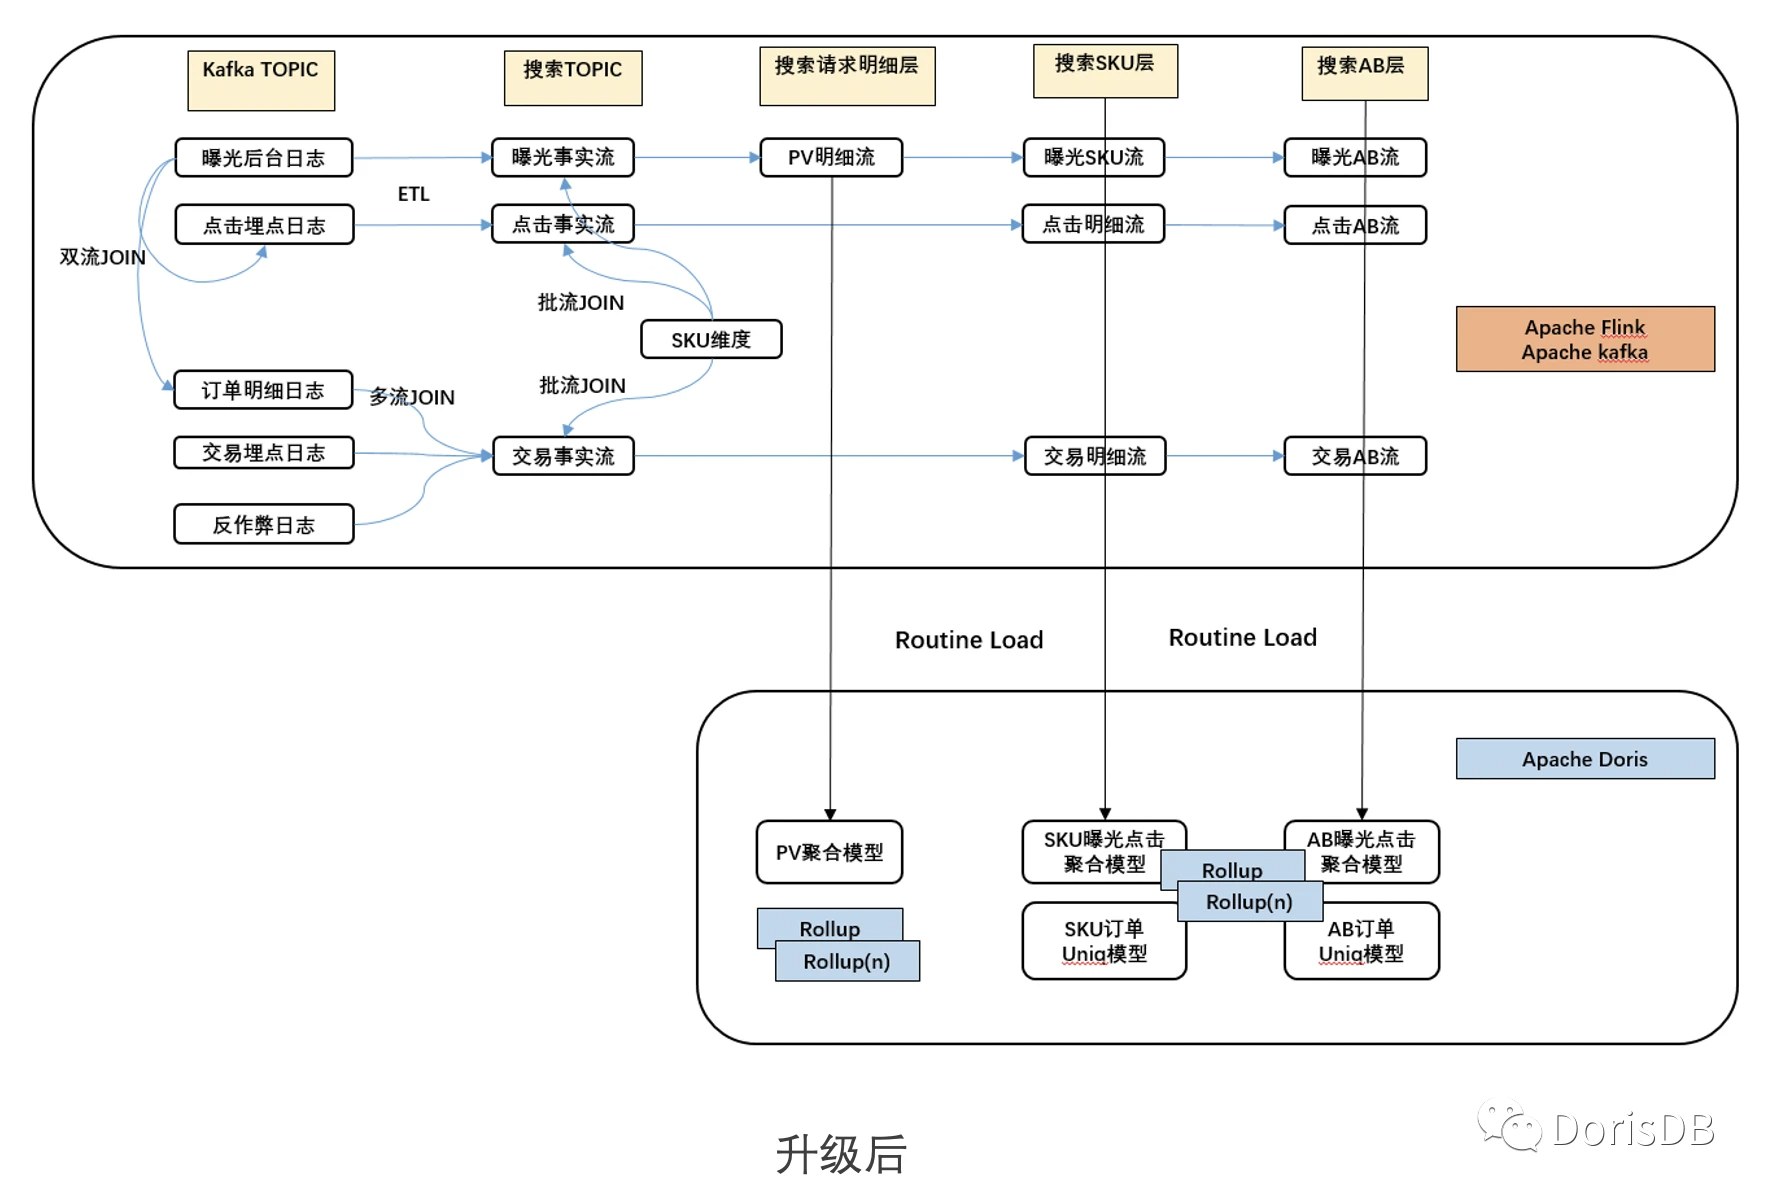 Kafka TOPIC
搜索TOPIC
搜索请求明细层
搜索SKU层
搜索AB层
曝光后台日志
曝光事实流
PV明细流
曝光SKU流
曝光AB流
ETL
点击埋点日志
点击事实流
点击明细流
点击AB流
双流JOIN
批流JOIN
SKU维度
Apache Flink
Apache kafka
订单明细日志
多流JOIN
批流JOIN
交易埋点日志
交易事实流
交易明细流
交易AB流
反作弊日志
Routine Load
Routine Load
Apache Doris
PV聚合模型
SKU曝光点击
聚合模型
AB曝光点击
聚合模型
Rollup
Rollup(n)
Rollup
Rollup(n)
SKU订单
Uniq模型
AB订单
Uniq模型
DorisDB
升级后